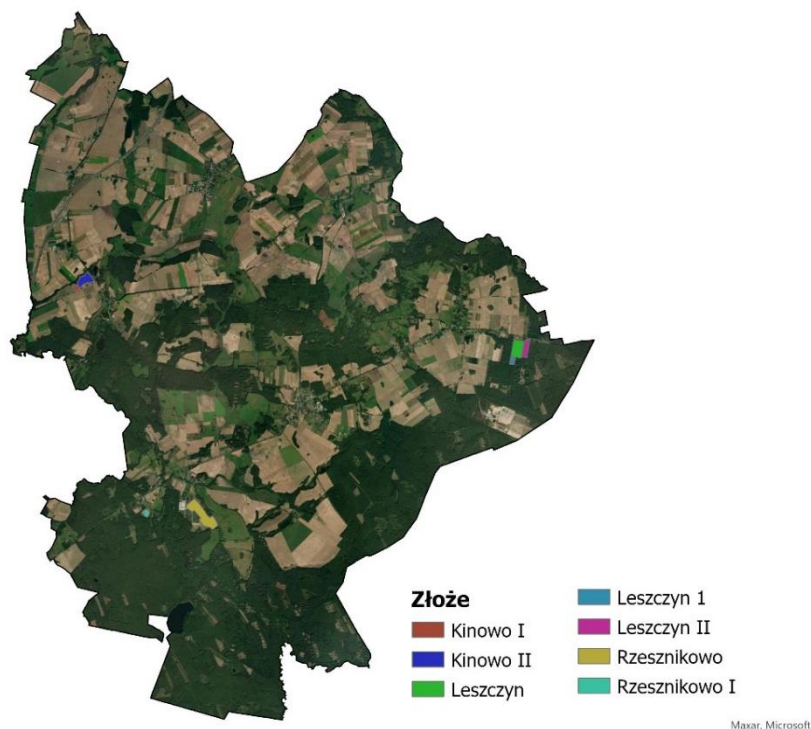 Złoże
Kinowo I
Kinowo II
Leszczyn
Leszczyn 1
Leszczyn II
Rzesznikowo
Rzesznikowo I
Maxar, Microsoft